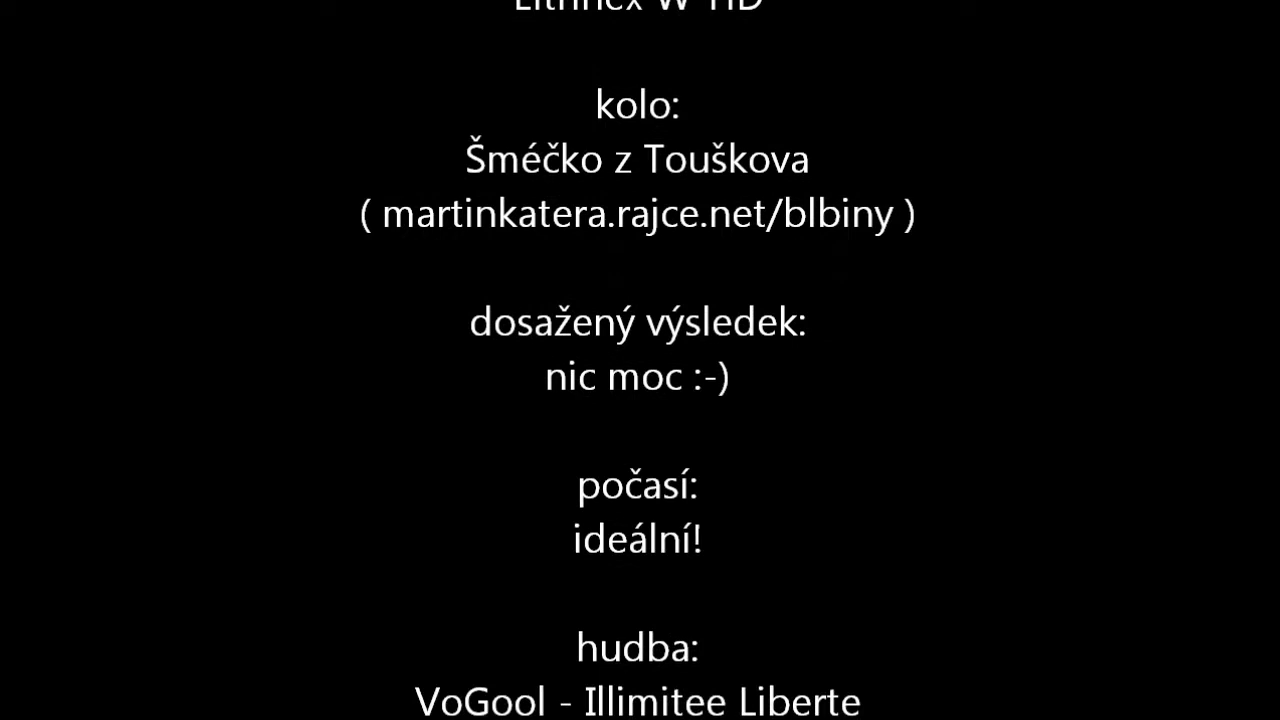 kolo:
Šméčko z Touškova
( martinkatera.rajce.net/blbiny )
dosažený výsledek:
nic moc :-)
počasí:
ideální!
hudba:
VoGool - Illimitee Liberte